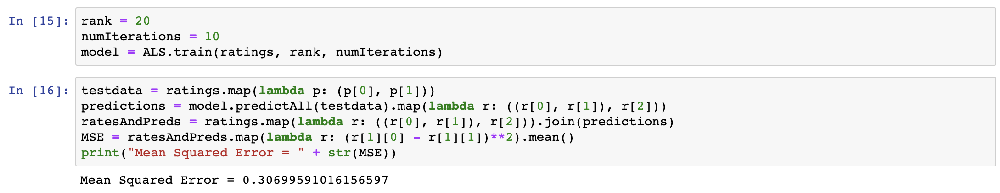 In [15]: rank = 20
numIterations = 10
model = ALS.train(ratings, rank, numIterations)
In [16]: testdata = ratings.map(lambda p: (p[0], p[1]))
predictions = model.predictAll(testdata).map(lambda r: ((r[0], r[1]), r[2]))
ratesAndPreds = ratings.map(lambda r: ((r[0], r[1]), r[2])).join(predictions)
MSE = ratesAndPreds.map(lambda r: (r[1][0] - r[1][1])**2).mean()
print("Mean Squared Error = " + str(MSE))
Mean Squared Error = 0.30699591016156597